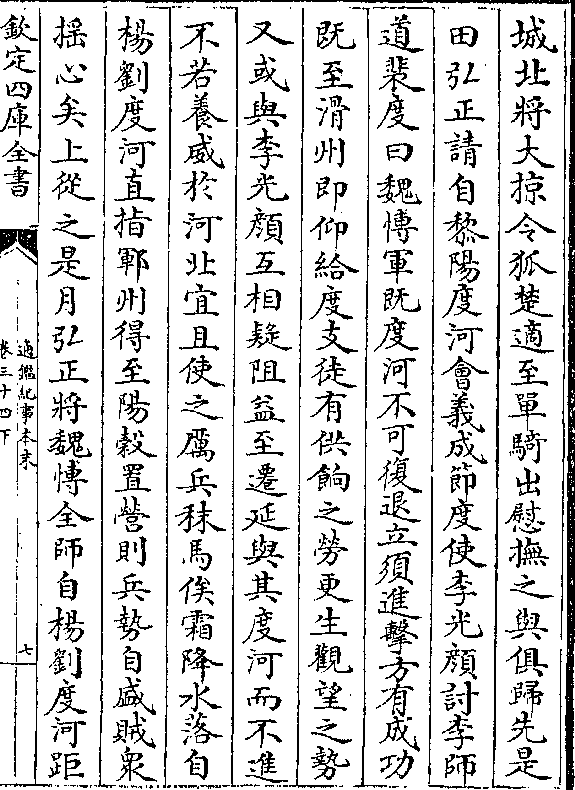 城北將大掠令狐楚適至單騎出慰撫之與俱歸先是
田弘正請自黎陽度河會義成節度使李光顔討李師
道裴度曰魏愽軍既度河不可復退立須進擊方有成功
既至滑州即仰給度支徒有供餉之勞更生觀望之勢
又或與李光顔互相疑阻益至遷延與其度河而不進
不若養威於河北宜且使之厲兵秣馬俟霜降水落自
楊劉度河直指鄆州得至陽榖置營則兵勢自盛賊衆
揺心矣上從之是月弘正將魏愽全師自楊劉度河距
欽定四庫全書
通鑑紀事本末
卷三十四下
七